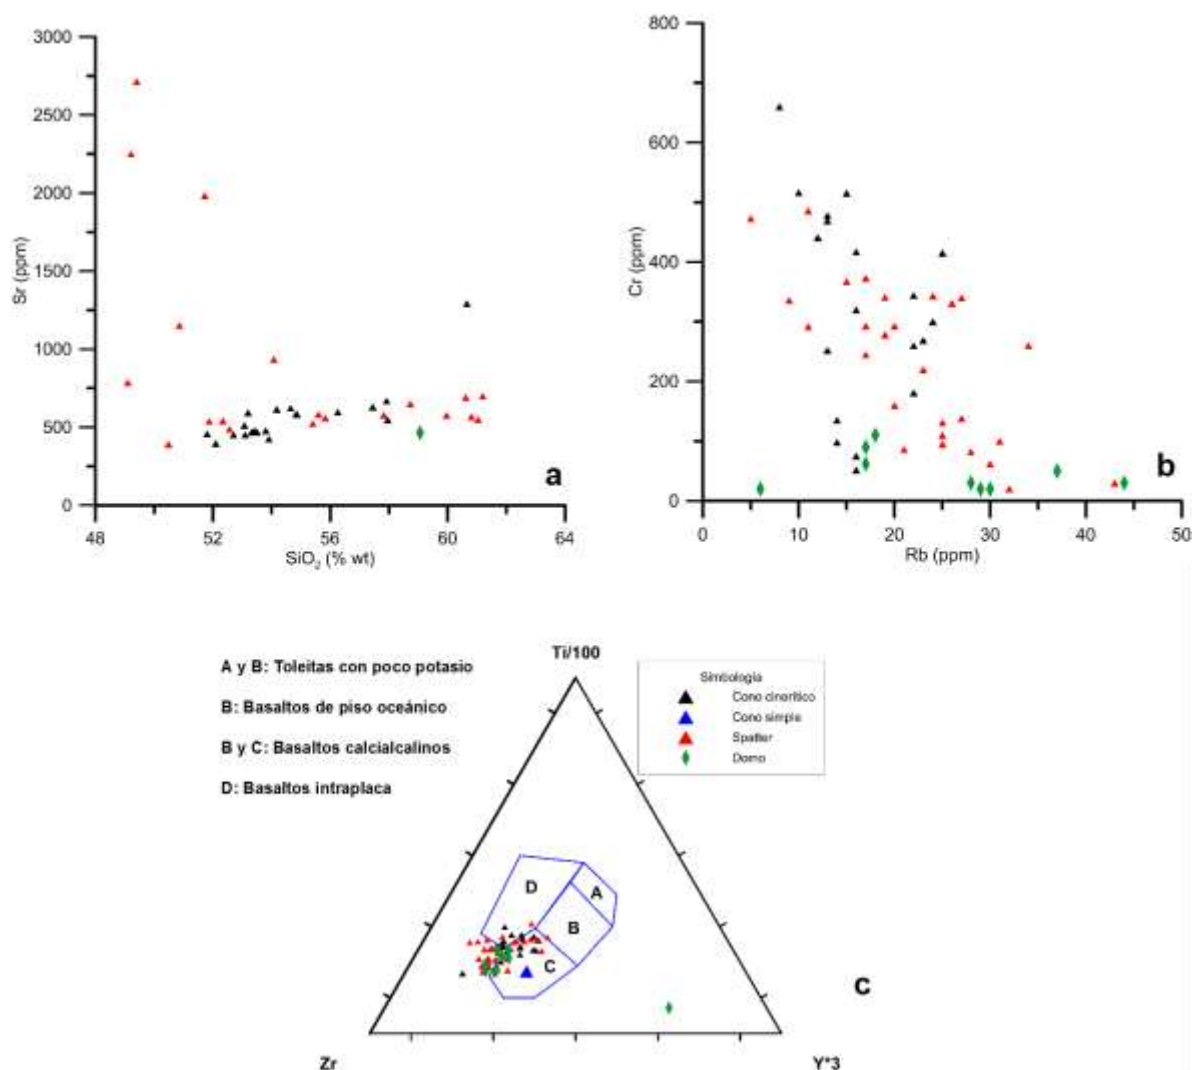 3000
2500
2000
1500
1000
500
0
Sr (ppm)
48
52
56
60
64
SiO₂ (% wt)
a
800
600
400
200
0
Cr (ppm)
0
10
20
30
40
50
Rb (ppm)
b
A y B: Toleitas con poco potasio
B: Basaltos de piso oceánico
B y C: Basaltos calcialcalinos
D: Basaltos intraplaca
Ti/100
Simbología
Cono cinerítico
Cono simple
Spatter
Domo
D
A
B
C
c
Zr
Y*3